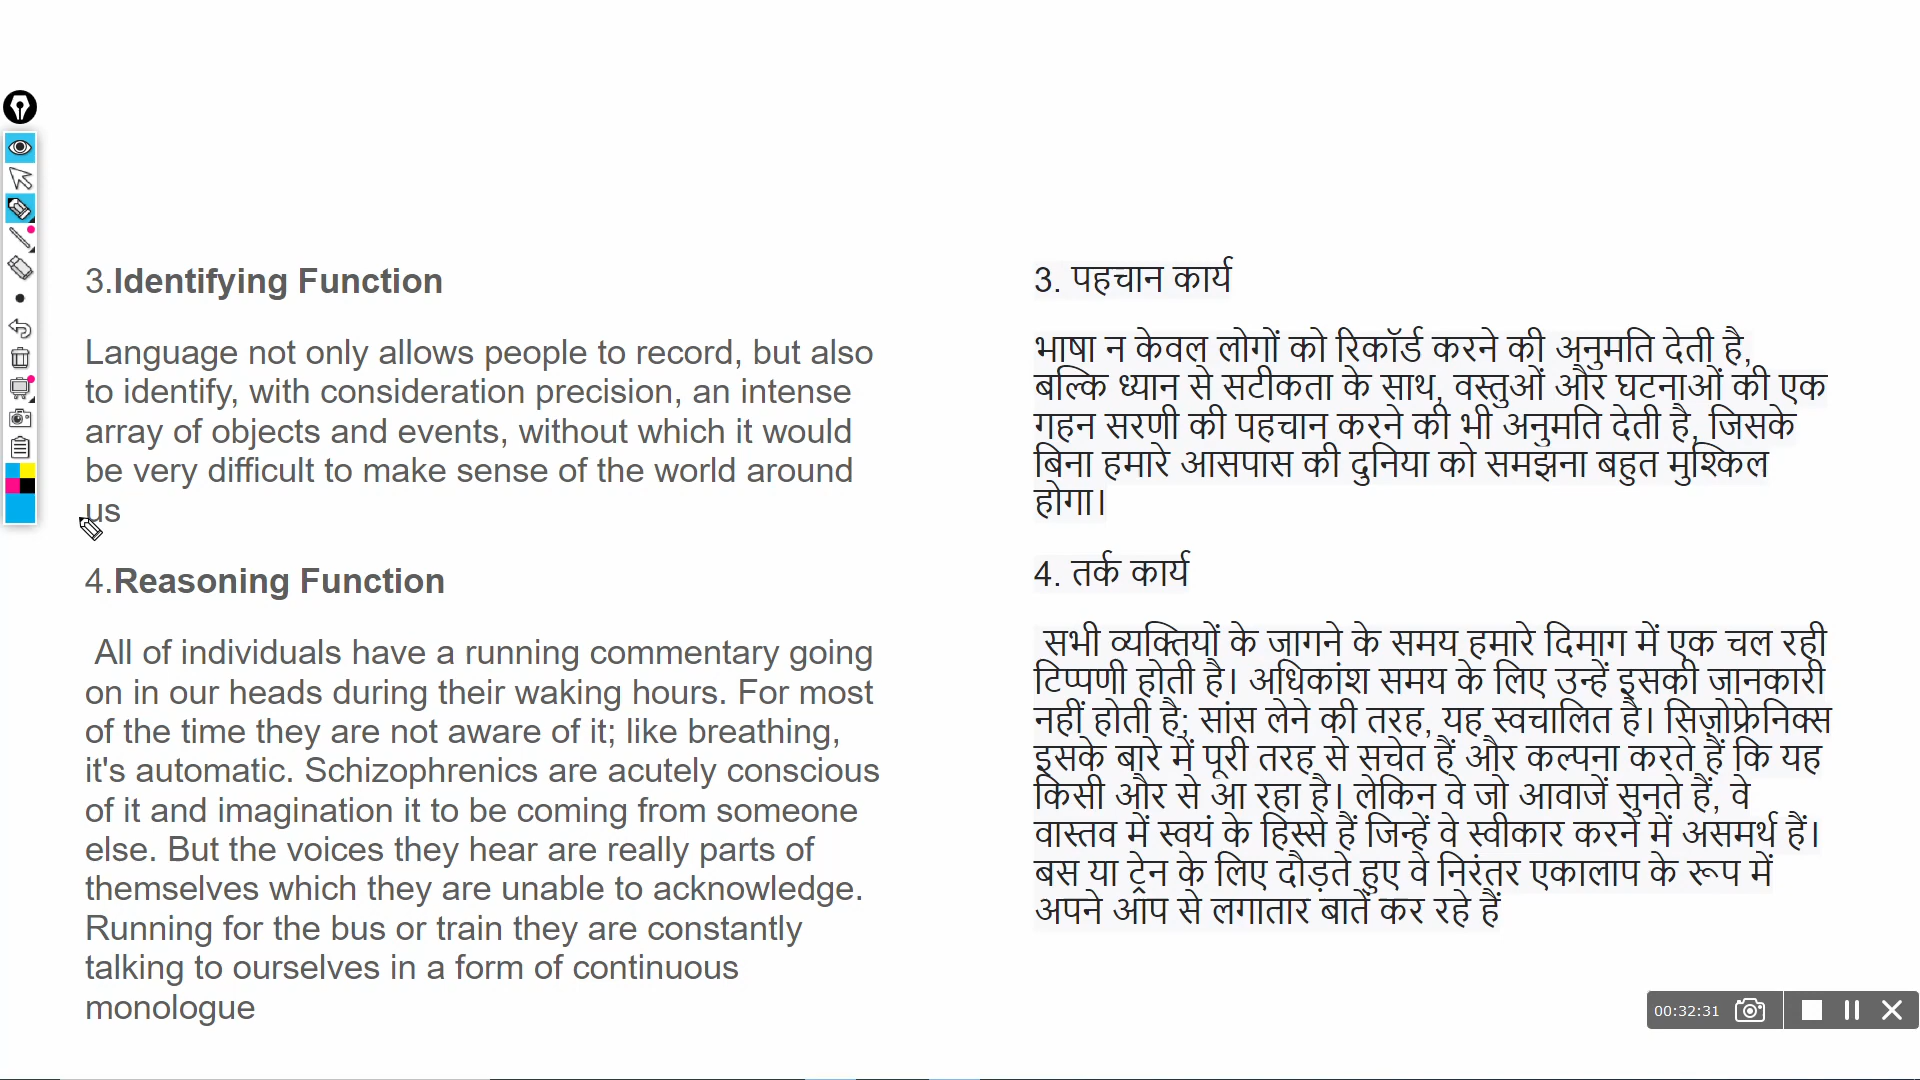 3.Identifying Function
Language not only allows people to record, but also
to identify, with consideration precision, an intense
array of objects and events, without which it would
be very difficult to make sense of the world around
us
4.Reasoning Function
All of individuals have a running commentary going
on in our heads during their waking hours. For most
of the time they are not aware of it; like breathing,
it's automatic. Schizophrenics are acutely conscious
of it and imagination it to be coming from someone
else. But the voices they hear are really parts of
themselves which they are unable to acknowledge.
Running for the bus or train they are constantly
talking to ourselves in a form of continuous
monologue
3. पहचान कार्य
भाषा न केवल लोगों को रिकॉर्ड करने की अनुमति देती है,
बल्कि ध्यान से सटीकता के साथ, वस्तुओं और घटनाओं की एक
गहन सरणी की पहचान करने की भी अनुमति देती है, जिसके
बिना हमारे आसपास की दुनिया को समझना बहुत मुश्किल
होगा।
4. तर्क कार्य
सभी व्यक्तियों के जागने के समय हमारे दिमाग में एक चल रही
टिप्पणी होती है। अधिकांश समय के लिए उन्हें इसकी जानकारी
नहीं होती है; सांस लेने की तरह, यह स्वचालित है। सिज़ोफ्रेनिक्स
इसके बारे में पूरी तरह से सचेत हैं और कल्पना करते हैं कि यह
किसी और से आ रहा है। लेकिन वे जो आवाजें सुनते हैं, वे
वास्तव में स्वयं के हिस्से हैं जिन्हें वे स्वीकार करने में असमर्थ हैं।
बस या ट्रेन के लिए दौड़ते हुए वे निरंतर एकालाप के रूप में
अपने आप से लगातार बातें कर रहे हैं
00:32:31